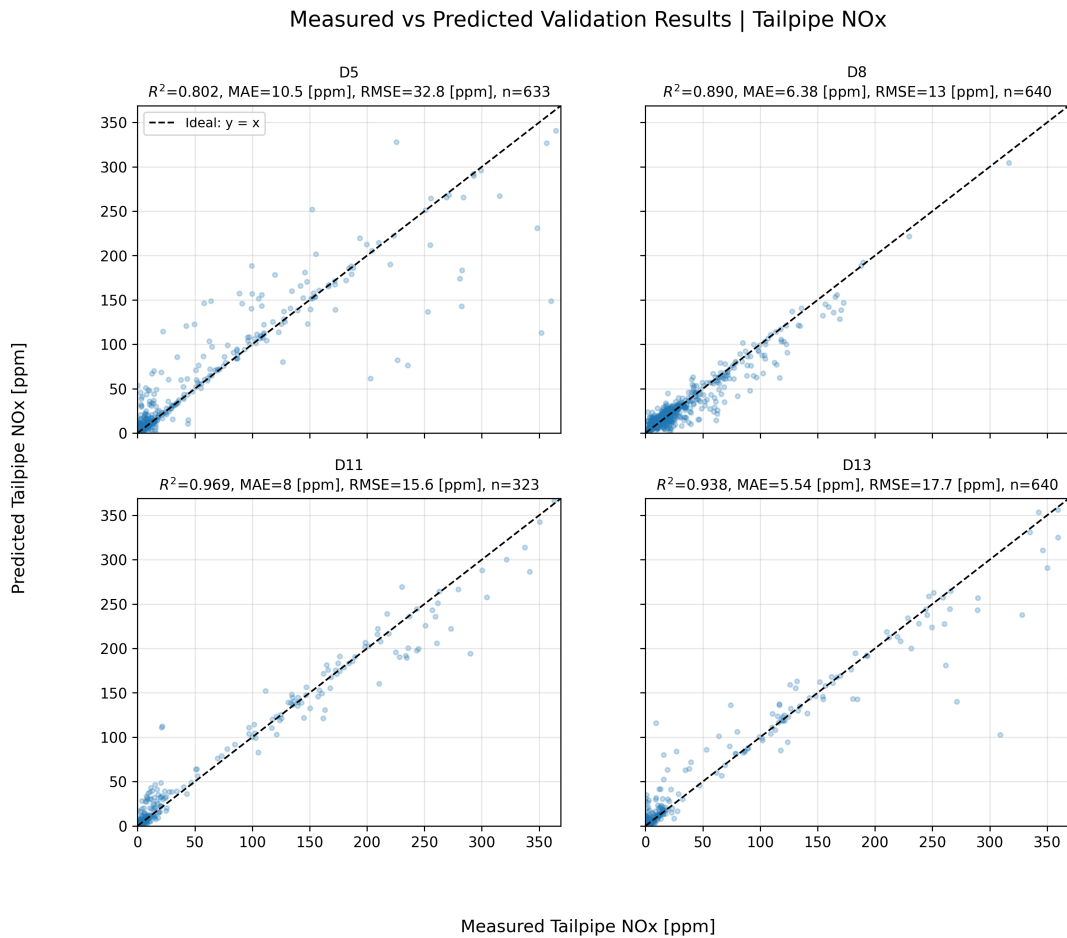 Measured vs Predicted Validation Results | Tailpipe NOx
D5
R²=0.802, MAE=10.5 [ppm], RMSE=32.8 [ppm], n=633
D8
R²=0.890, MAE=6.38 [ppm], RMSE=13 [ppm], n=640
Ideal: y = x
350
300
250
200
150
100
50
0
D11
R²=0.969, MAE=8 [ppm], RMSE=15.6 [ppm], n=323
D13
R²=0.938, MAE=5.54 [ppm], RMSE=17.7 [ppm], n=640
350
300
250
200
150
100
50
0
0 50 100 150 200 250 300 350
0 50 100 150 200 250 300 350
Predicted Tailpipe NOx [ppm]
Measured Tailpipe NOx [ppm]